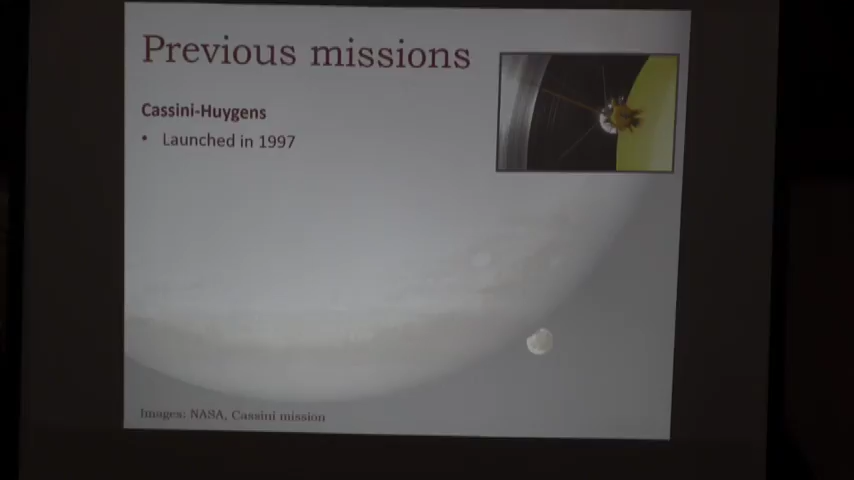 Previous missions
Cassini-Huygens
• Launched in 1997
Images: NASA, Cassini mission